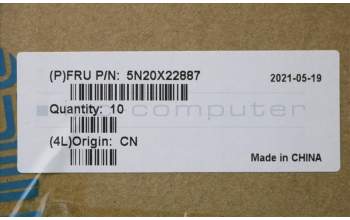 (P)FRU P/N: 5N20X22887
2021-05-19
computer
Quantity: 10
(4L)Origin: CN
Made in CHINA